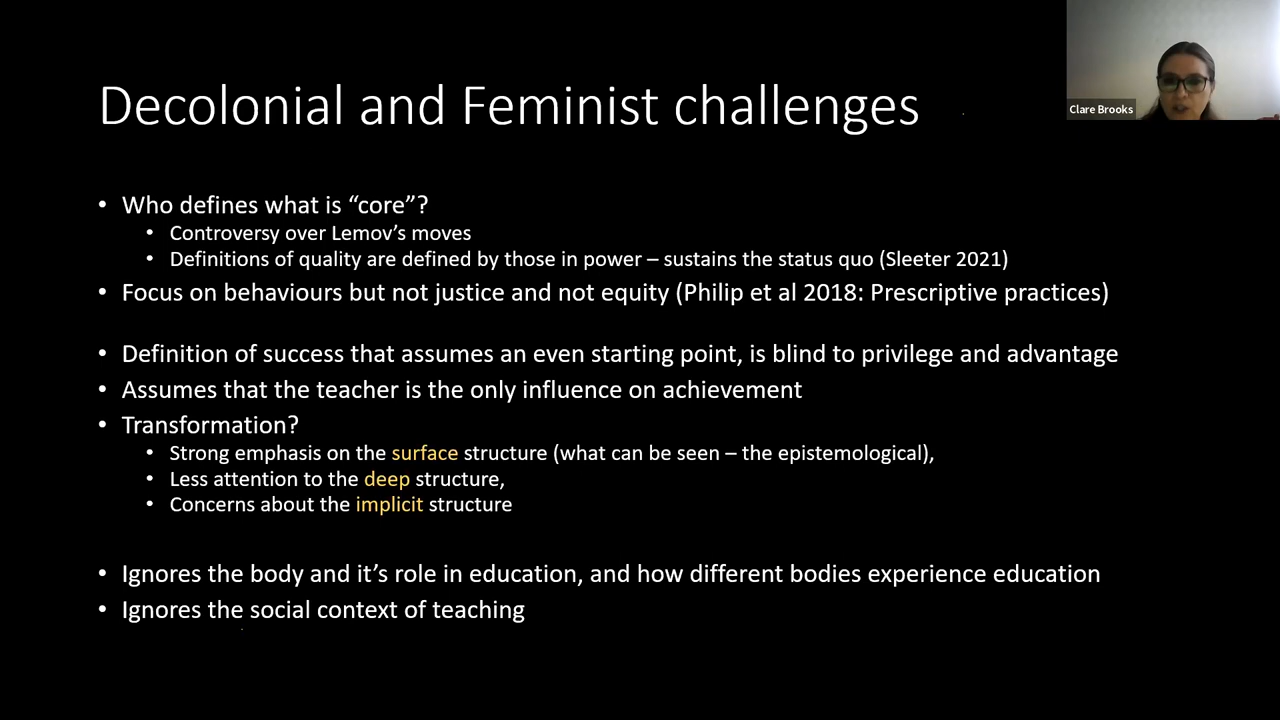 Decolonial and Feminist challenges
Clare Brooks
• Who defines what is “core”?
• Controversy over Lemov’s moves
• Definitions of quality are defined by those in power – sustains the status quo (Sleeter 2021)
• Focus on behaviours but not justice and not equity (Philip et al 2018: Prescriptive practices)
• Definition of success that assumes an even starting point, is blind to privilege and advantage
• Assumes that the teacher is the only influence on achievement
• Transformation?
• Strong emphasis on the surface structure (what can be seen – the epistemological),
• Less attention to the deep structure,
• Concerns about the implicit structure
• Ignores the body and it’s role in education, and how different bodies experience education
• Ignores the social context of teaching